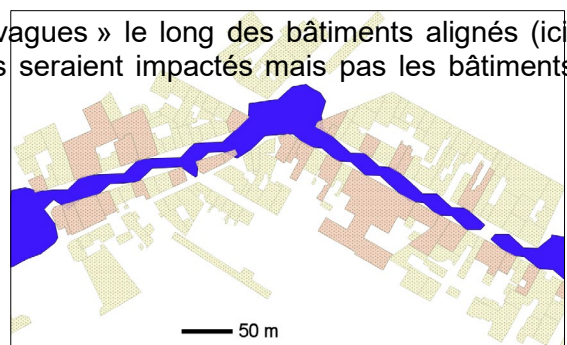 vagues » le long des bâtiments alignés (ici
s seraient impactés mais pas les bâtiments
50 m